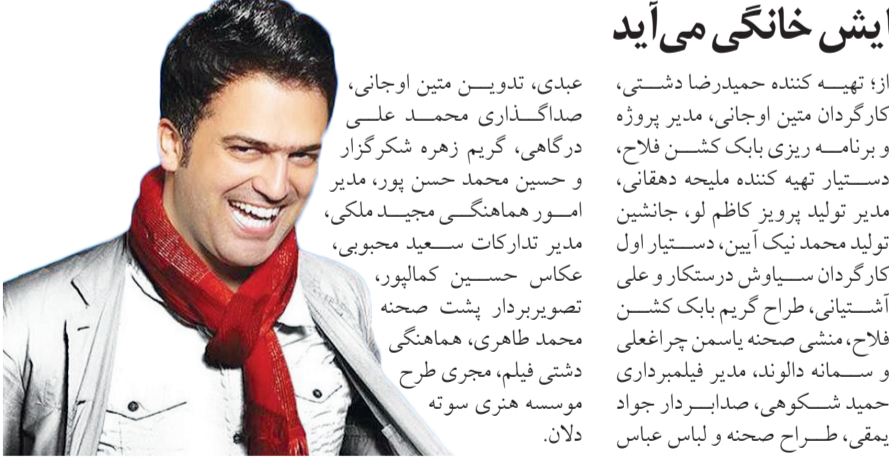 ایش خانگی می‌آید
از؛ تهیه کننده حمیدرضا دشتی،
کارگردان متین اوجانی، مدیر پروژه
و برنامه ریزی بابک کشن فلاح،
دستیار تهیه کننده ملیحه دهقانی،
مدیر تولید پرویز کاظم لو، جانشین
تولید محمد نیک آیین، دستیار اول
کارگردان سیاوش درستکار و علی
آشتیانی، طراح گریم بابک کشن
فلاح، منشی صحنه یاسمن چراغعلی
و سمانه دالوند، مدیر فیلمبرداری
حمید شکوهی، صدابردار جواد
یمقی، طراح صحنه و لباس عباس
عبدی، تدوین متین اوجانی،
صداگذاری محمد علی
درگاهی، گریم زهره شکرگزار
و حسین محمد حسن پور، مدیر
امور هماهنگی مجید ملکی،
مدیر تدارکات سعید محبوبی،
عکاس حسین کمالپور،
تصویربردار پشت صحنه
محمد طاهری، هماهنگی
دشتی فیلم، مجری طرح
موسسه هنری سوته
دلان.